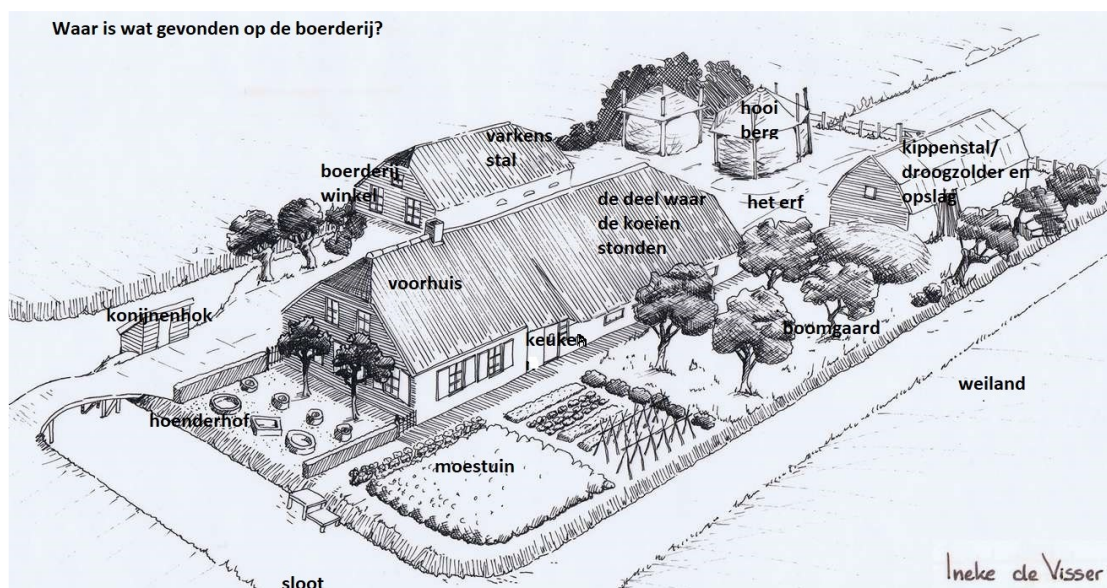 Waar is wat gevonden op de boerderij?
hooi
berg
varkens
stal
kippenstal/
droogzolder en
opslag
boerderij
winkel
de deel waar
de koeien
stonden
het erf
voorhuis
konijnenhok
keuken
boomgaard
weiland
hoenderhof
moestuin
sloot
Ineke de Visser